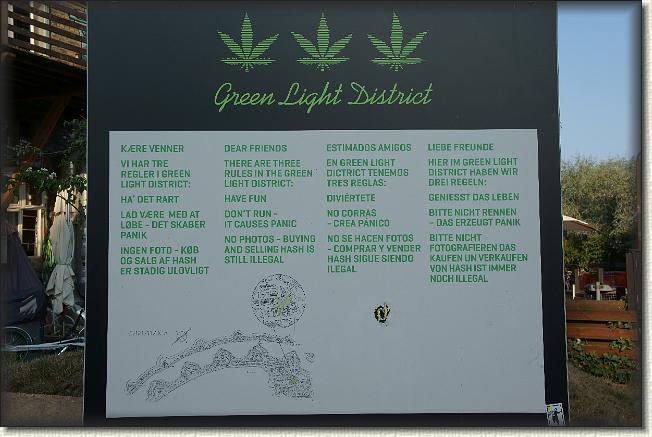 Green Light District
KÆRE VENNER
VI HAR TRE
REGLER I GREEN
LIGHT DISTRICT:
HA' DET RART
LAD VÆRE MED AT
LØBE - DET SKABER
PANIK
INGEN FOTO - KØB
OG SALG AF HASH
ER STADIG ULOVLIGT
DEAR FRIENDS
THERE ARE THREE
RULES IN THE GREEN
LIGHT DISTRICT:
HAVE FUN
DON'T RUN -
IT CAUSES PANIC
NO PHOTOS - BUYING
AND SELLING HASH IS
STILL ILLEGAL
ESTIMADOS AMIGOS
EN GREEN LIGHT
DICTRICT TENEMOS
TRES REGLAS:
DIVIÉRTETE
NO CORRAS
- CREA PÁNICO
NO SE HACEN FOTOS
- COMPRAR Y VENDER
HASH SIGUE SIENDO
ILEGAL
LIEBE FREUNDE
HIER IM GREEN LIGHT
DISTRICT HABEN WIR
DREI REGELN:
GENIESST DAS LEBEN
BITTE NICHT RENNEN
- DAS ERZEUGT PANIK
BITTE NICHT
FOTOGRAFIEREN DAS
KAUFEN UN VERKAUFEN
VON HASH IST IMMER
NOCH ILLEGAL